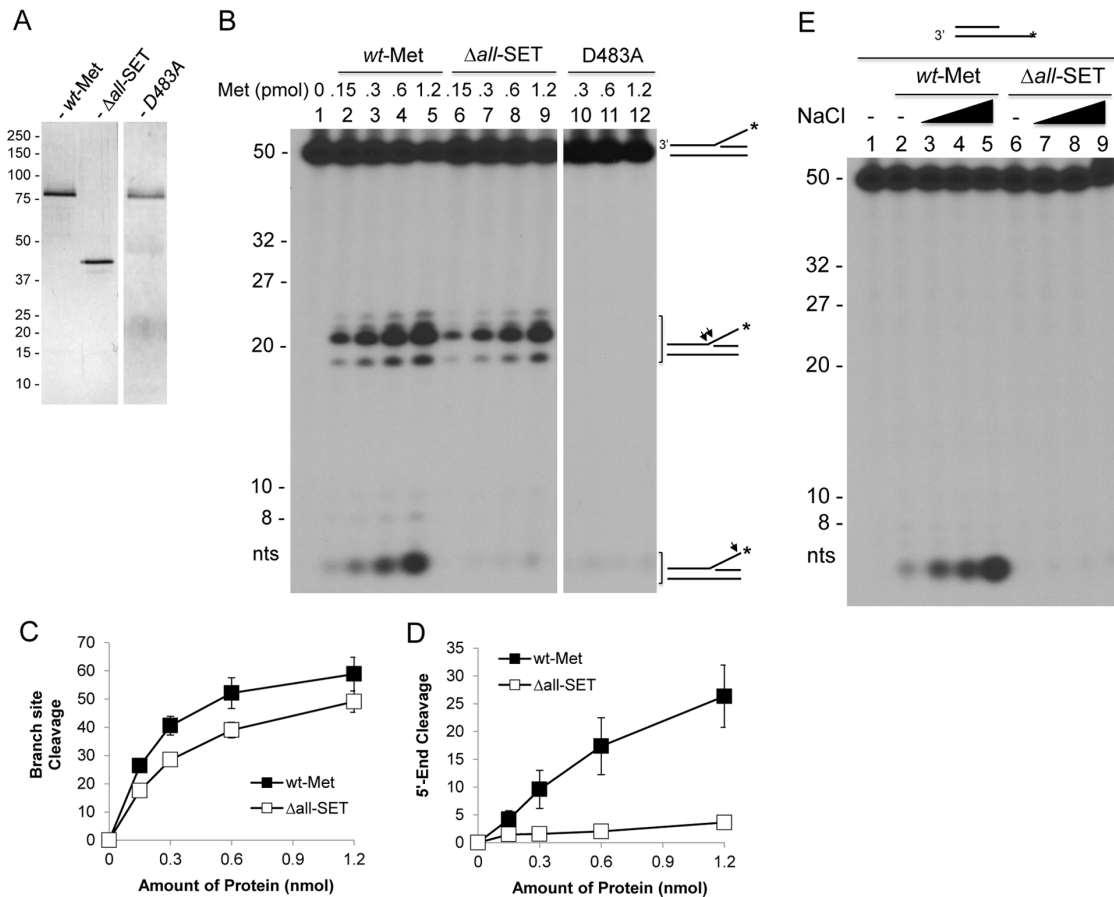 A
- wt-Met
- Δall-SET
- D483A
250 -
150 -
100 -
75 -
50 -
37 -
25 -
20 -
15 -
10 -
B
wt-Met Δall-SET D483A
Met (pmol) 0 .15 .3 .6 1.2 .15 .3 .6 1.2 .3 .6 1.2
1 2 3 4 5 6 7 8 9 10 11 12
50 -
32 -
27 -
20 -
10 -
8 -
nts
3'
*
*
*
C
Branch site
Cleavage
70
60
50
40
30
20
10
0
wt-Met
Δall-SET
0 0.3 0.6 0.9 1.2
Amount of Protein (nmol)
D
5'-End Cleavage
35
30
25
20
15
10
5
0
wt-Met
Δall-SET
0 0.3 0.6 0.9 1.2
Amount of Protein (nmol)
E
3' *
wt-Met Δall-SET
NaCl - - -
1 2 3 4 5 6 7 8 9
50 -
32 -
27 -
20 -
10 -
8 -
nts